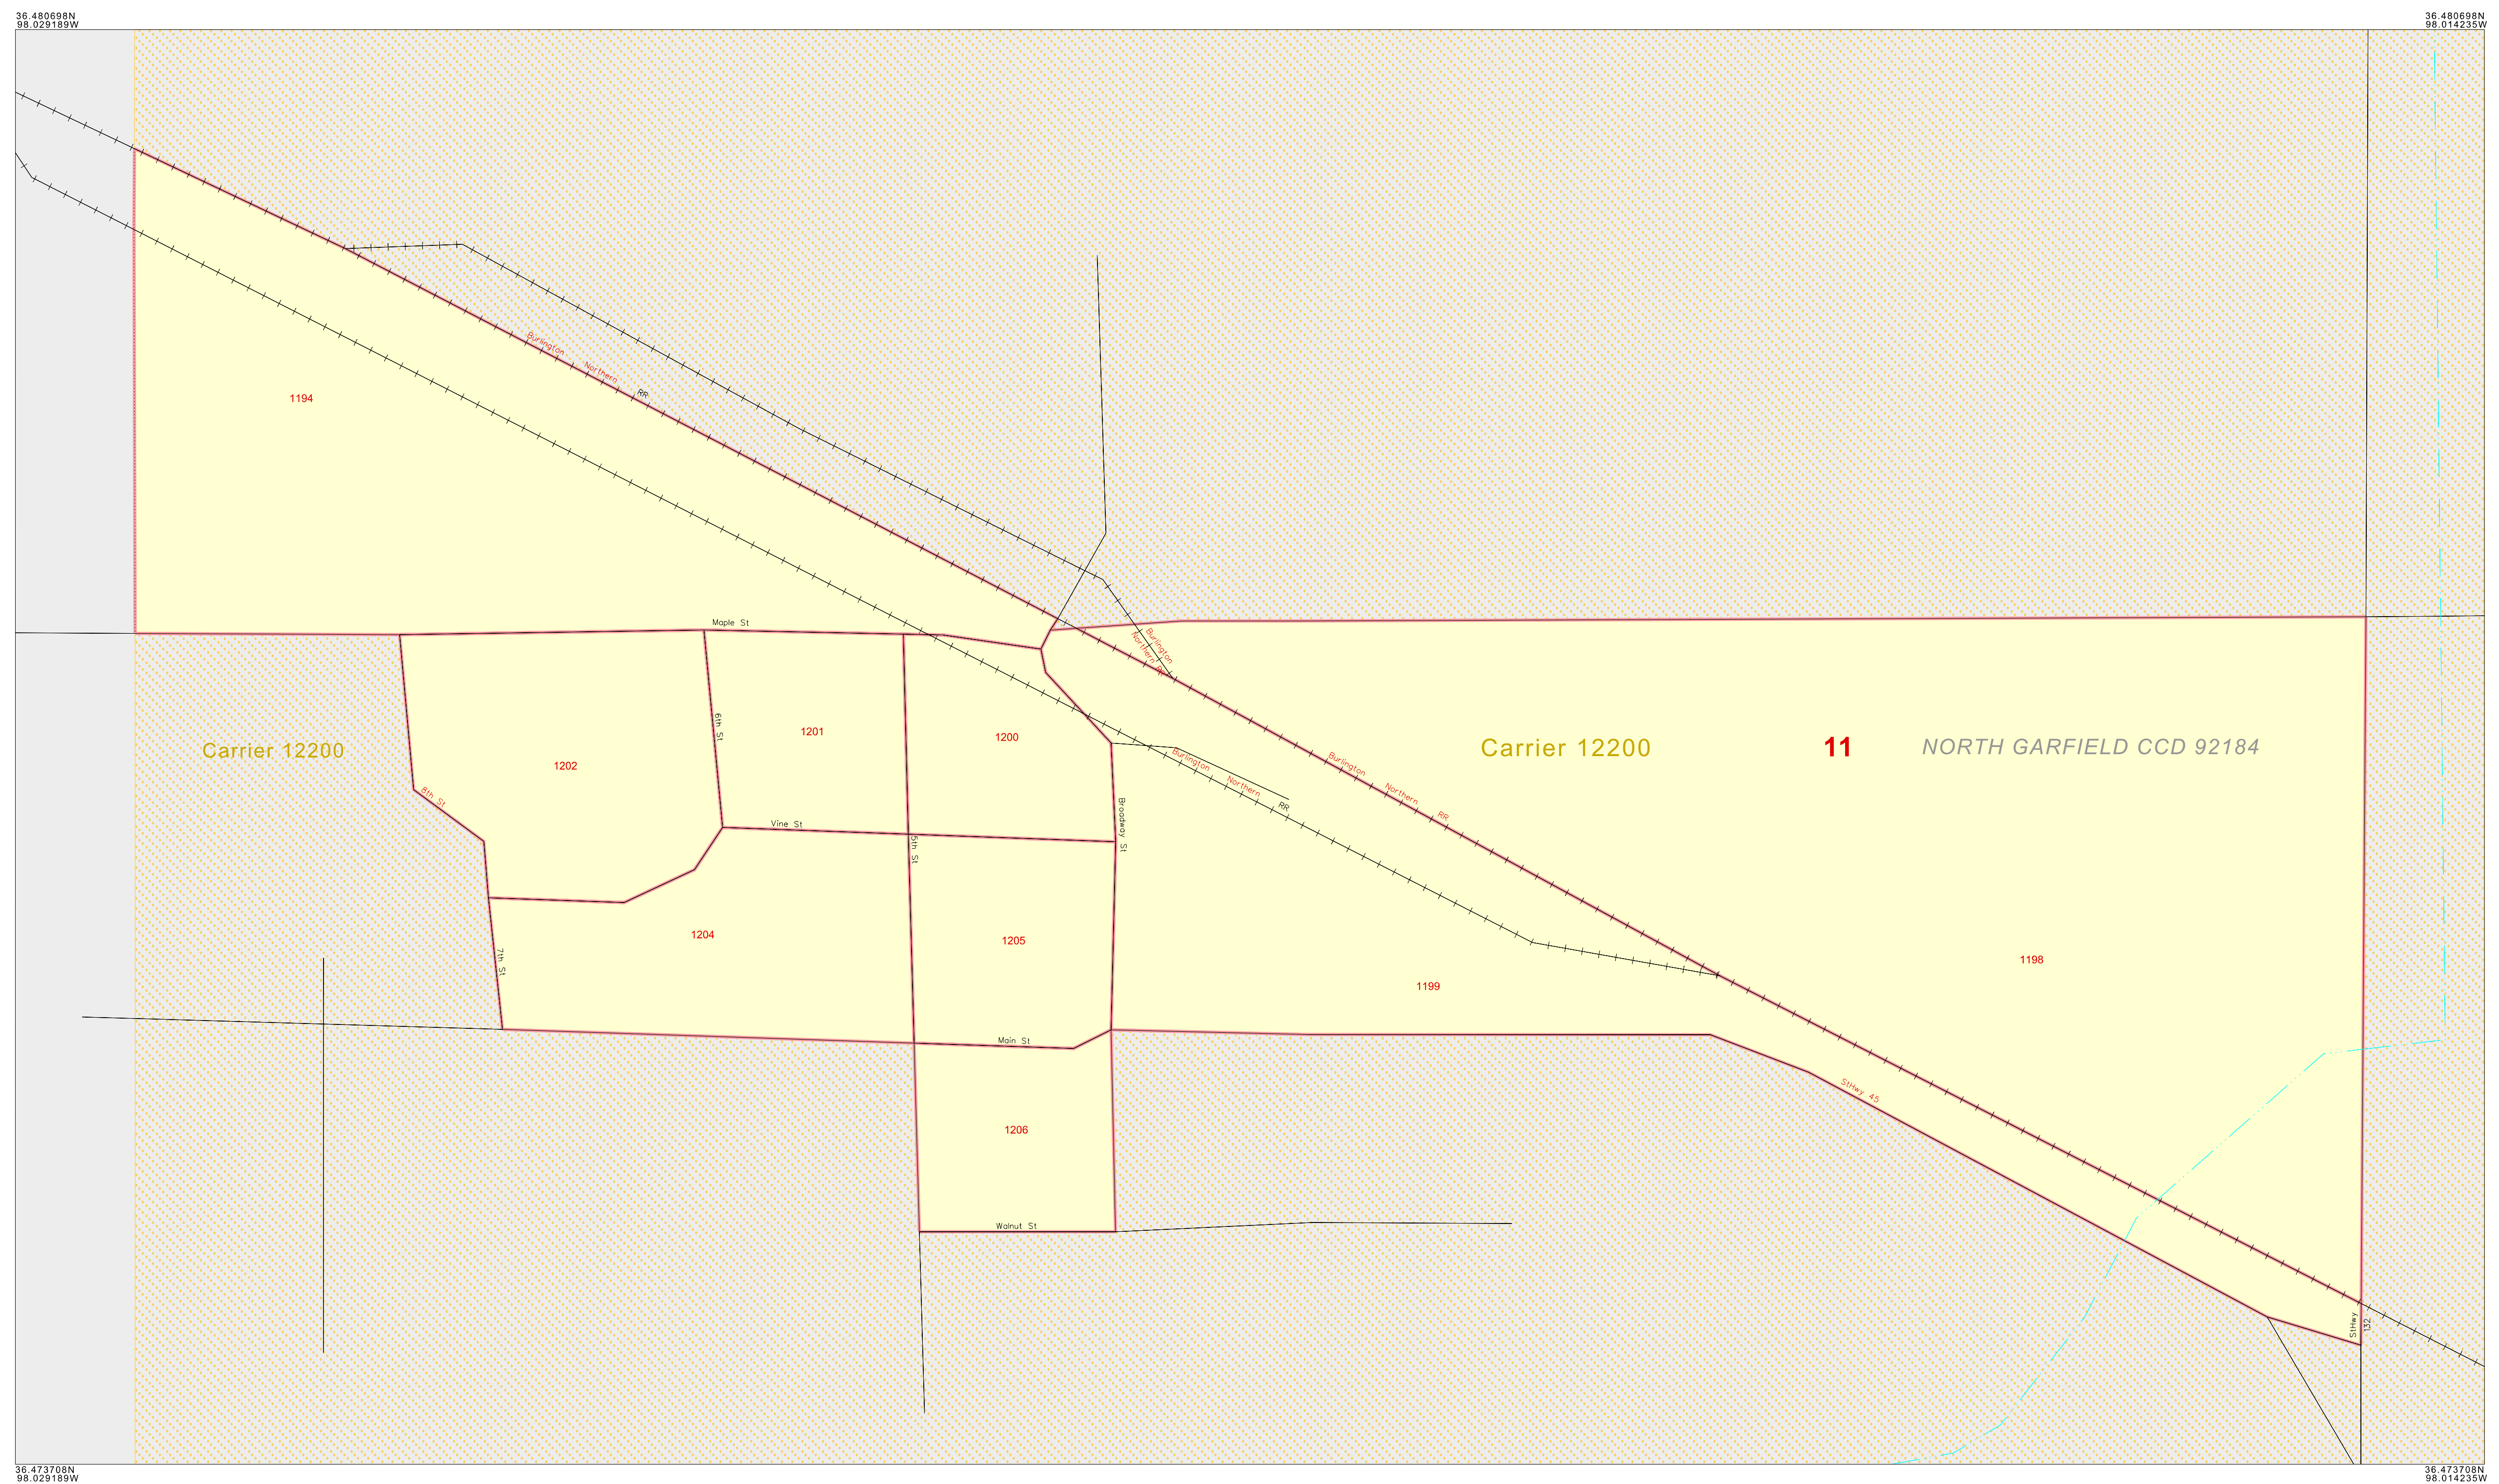 36.480698N
98.029189W
36.480698N
98.014235W
Burlington Northern RR
1194
Maple St
Burlington
Northern RR
6th St
1201
1200
Carrier 12200
Carrier 12200
11
NORTH GARFIELD CCD 92184
1202
Burlington Northern RR
Burlington Northern RR
8th St
Vine St
5th St
Broadway St
1204
1205
7th St
1198
1199
Main St
StHwy 45
1206
Walnut St
StHwy 132
36.473708N
98.029189W
36.473708N
98.014235W